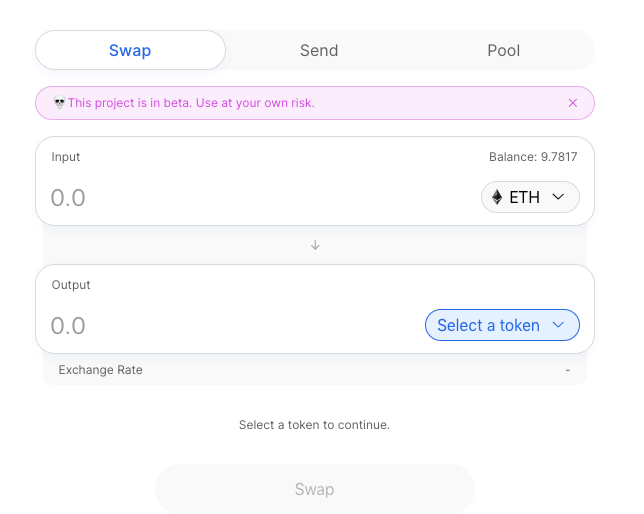 Swap Send Pool
💀This project is in beta. Use at your own risk. ×
Input Balance: 9.7817
0.0 ETH
↓
Output
0.0 Select a token
Exchange Rate -
Select a token to continue.
Swap